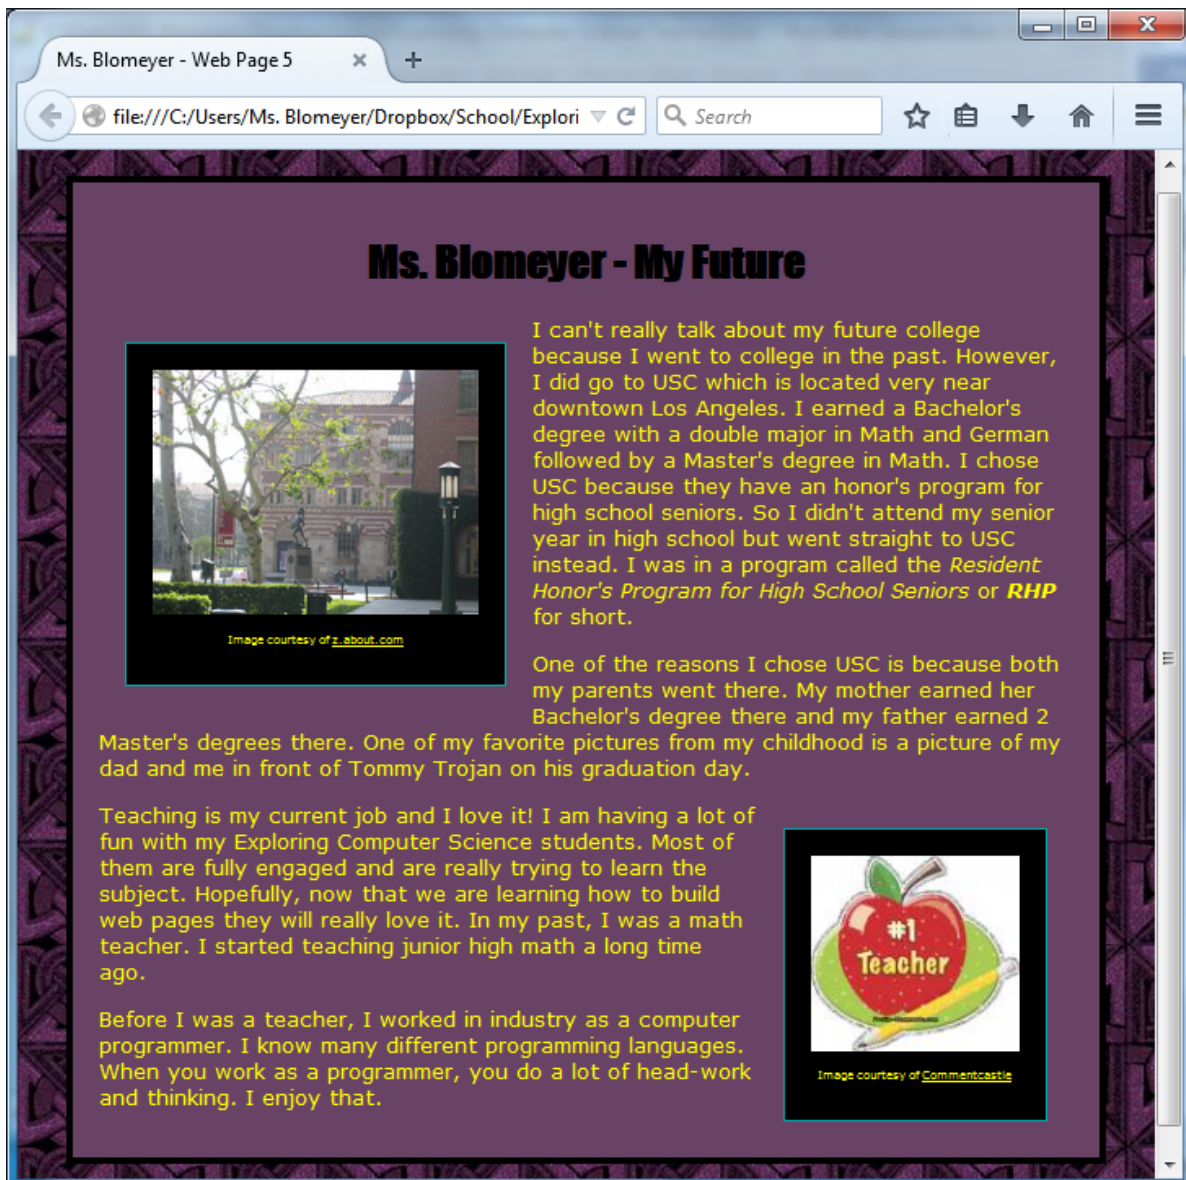 Ms. Blomeyer - Web Page 5
file:///C:/Users/Ms. Blomeyer/Dropbox/School/Explori
Search
Ms. Blomeyer - My Future
I can't really talk about my future college
because I went to college in the past. However,
I did go to USC which is located very near
downtown Los Angeles. I earned a Bachelor's
degree with a double major in Math and German
followed by a Master's degree in Math. I chose
USC because they have an honor's program for
high school seniors. So I didn't attend my senior
year in high school but went straight to USC
instead. I was in a program called the Resident
Honor's Program for High School Seniors or RHP
for short.
Image courtesy of z.about.com
One of the reasons I chose USC is because both
my parents went there. My mother earned her
Bachelor's degree there and my father earned 2
Master's degrees there. One of my favorite pictures from my childhood is a picture of my
dad and me in front of Tommy Trojan on his graduation day.
Teaching is my current job and I love it! I am having a lot of
fun with my Exploring Computer Science students. Most of
them are fully engaged and are really trying to learn the
subject. Hopefully, now that we are learning how to build
web pages they will really love it. In my past, I was a math
teacher. I started teaching junior high math a long time
ago.
Before I was a teacher, I worked in industry as a computer
programmer. I know many different programming languages.
When you work as a programmer, you do a lot of head-work
and thinking. I enjoy that.
#1
Teacher
Image courtesy of Commentcastle